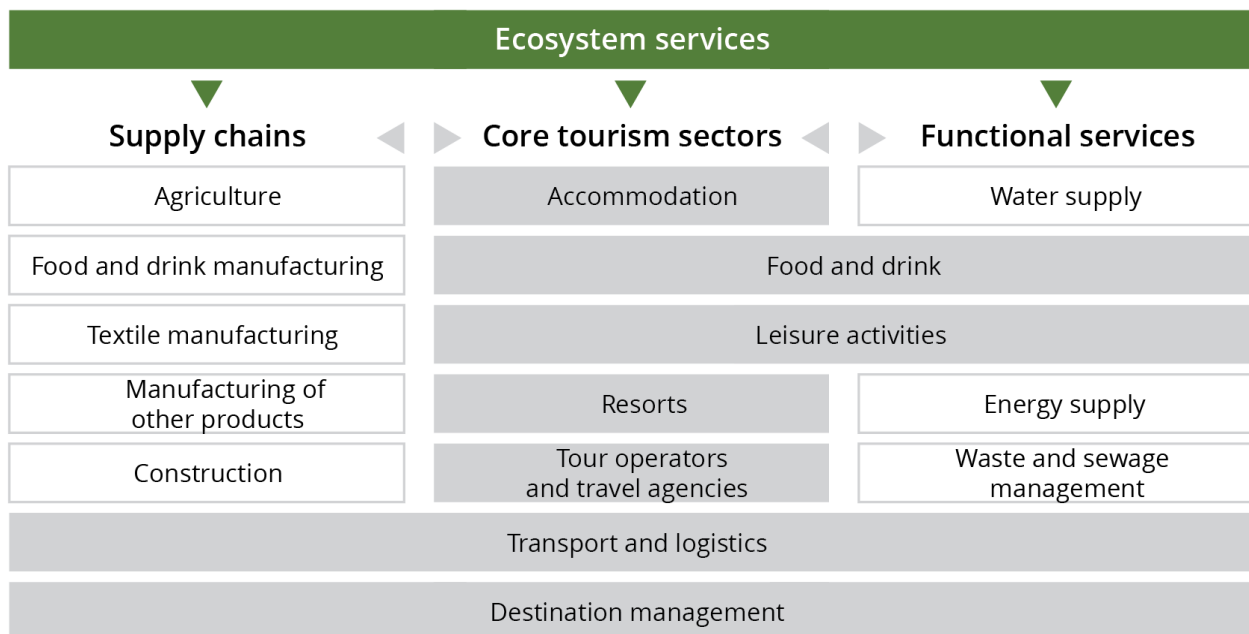 Ecosystem services
Supply chains
Core tourism sectors
Functional services
Agriculture
Accommodation
Water supply
Food and drink manufacturing
Food and drink
Textile manufacturing
Leisure activities
Manufacturing of
other products
Resorts
Energy supply
Construction
Tour operators
and travel agencies
Waste and sewage
management
Transport and logistics
Destination management